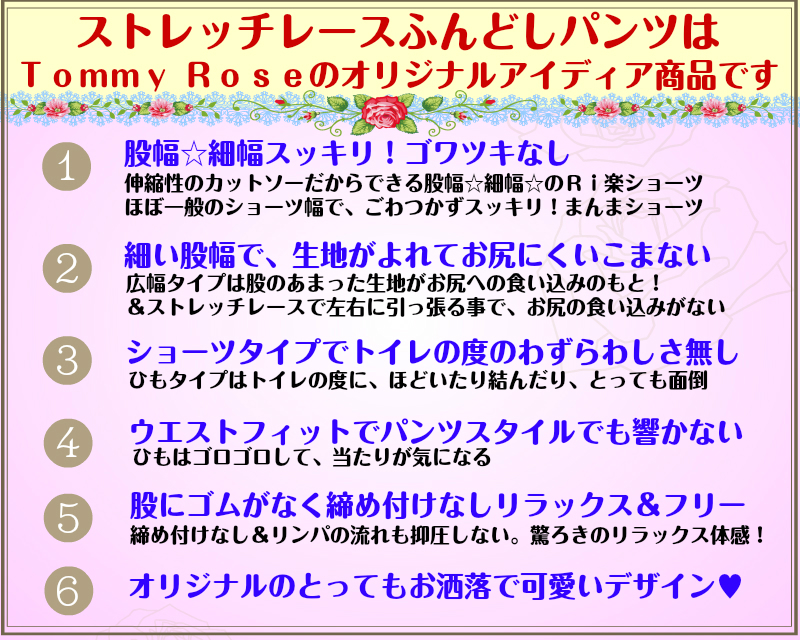 ストレッチレースふんどしパンツは
Ｔｏｍｍｙ Ｒｏｓｅのオリジナルアイディア商品です
1
股幅☆細幅スッキリ！ゴワツキなし
伸縮性のカットソーだからできる股幅☆細幅☆のＲｉ楽ショーツ
ほぼ一般のショーツ幅で、ごわつかずスッキリ！まんまショーツ
2
細い股幅で、生地がよれてお尻にくいこまない
広幅タイプは股のあまった生地がお尻への食い込みのもと！
＆ストレッチレースで左右に引っ張る事で、お尻の食い込みがない
3
ショーツタイプでトイレの度のわずらわしさ無し
ひもタイプはトイレの度に、ほどいたり結んだり、とっても面倒
4
ウエストフィットでパンツスタイルでも響かない
ひもはゴロゴロして、当たりが気になる
5
股にゴムがなく締め付けなしリラックス＆フリー
締め付けなし＆リンパの流れも抑圧しない。驚ろきのリラックス体感！
6
オリジナルのとってもお洒落で可愛いデザイン♥